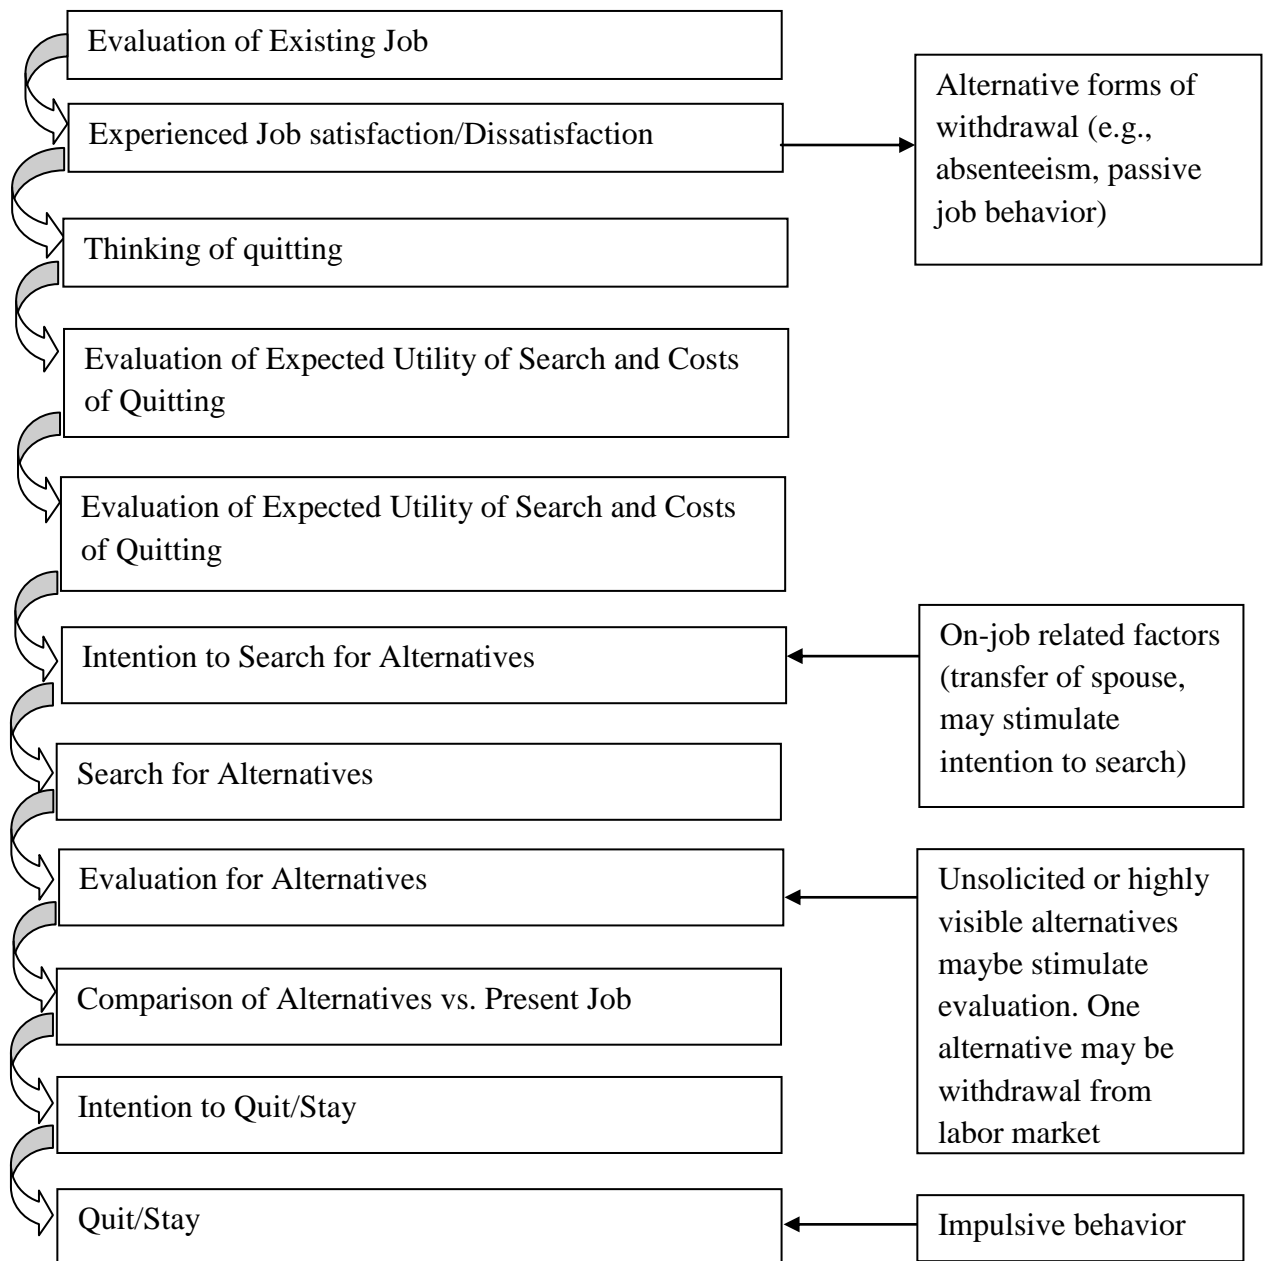 Evaluation of Existing Job
Experienced Job satisfaction/Dissatisfaction
Alternative forms of
withdrawal (e.g.,
absenteeism, passive
job behavior)
Thinking of quitting
Evaluation of Expected Utility of Search and Costs
of Quitting
Evaluation of Expected Utility of Search and Costs
of Quitting
Intention to Search for Alternatives
On-job related factors
(transfer of spouse,
may stimulate
intention to search)
Search for Alternatives
Evaluation for Alternatives
Unsolicited or highly
visible alternatives
maybe stimulate
evaluation. One
alternative may be
withdrawal from
labor market
Comparison of Alternatives vs. Present Job
Intention to Quit/Stay
Quit/Stay
Impulsive behavior